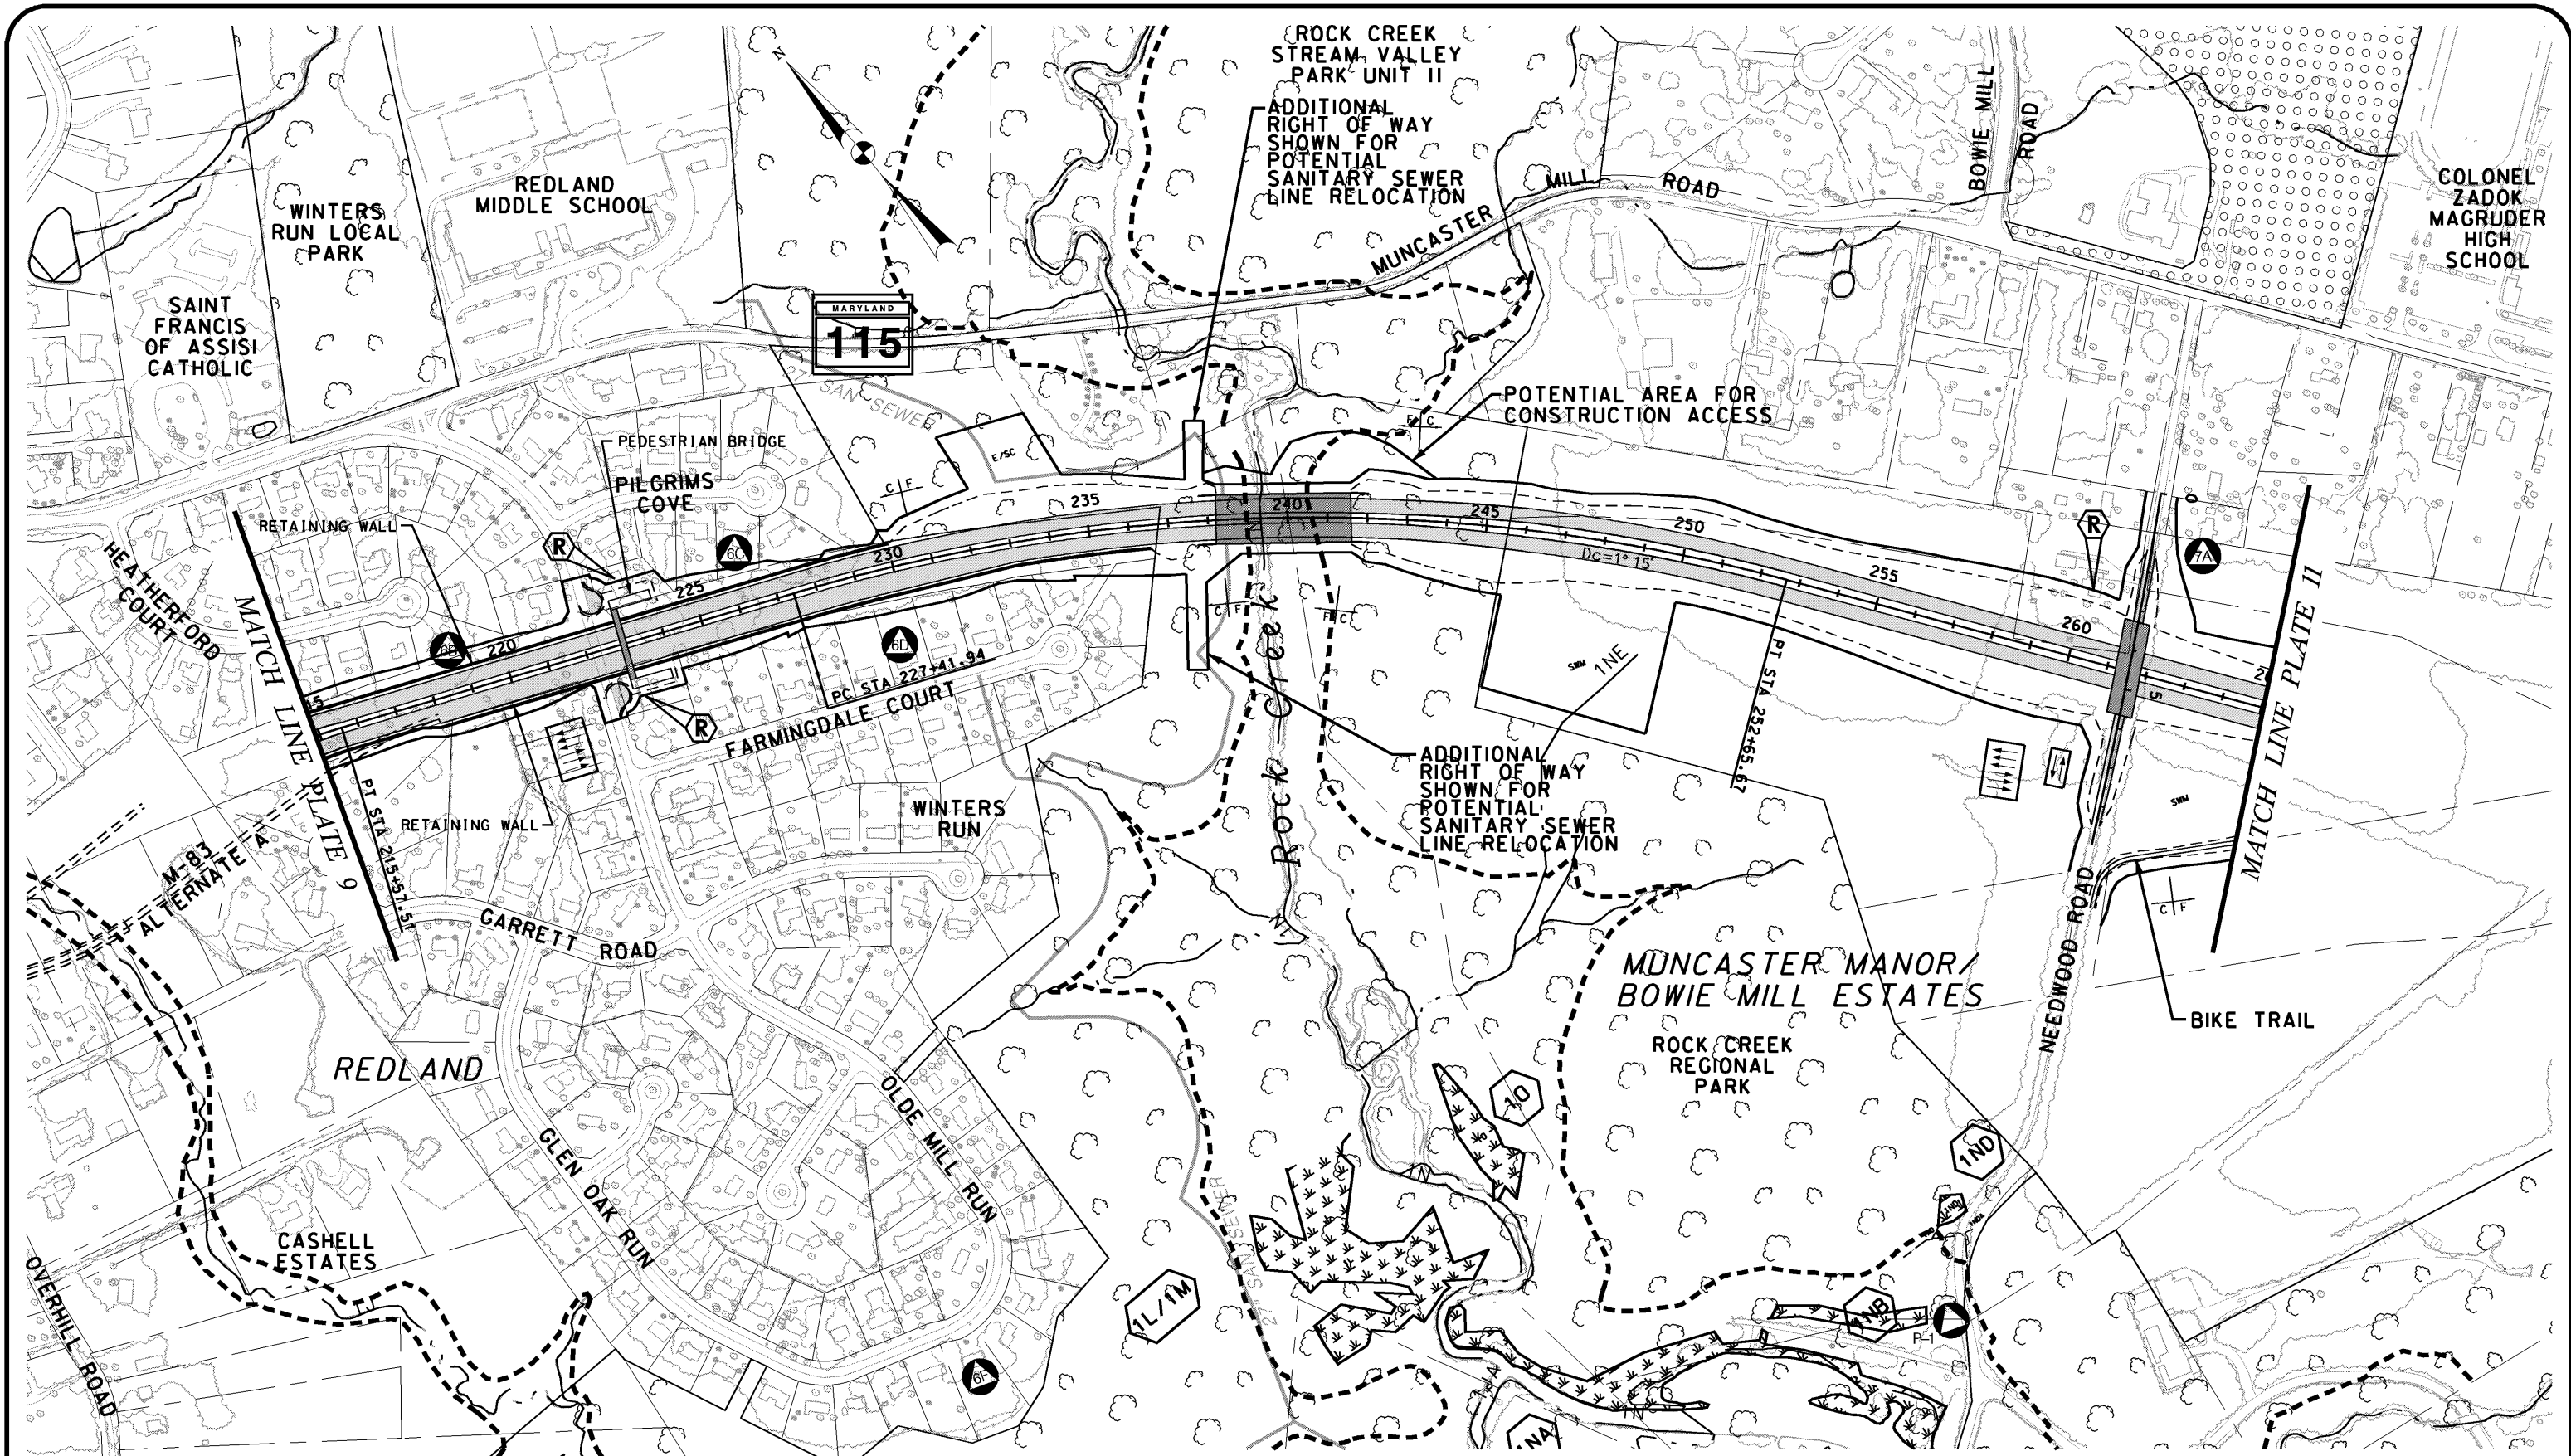 ROCK CREEK
STREAM VALLEY
PARK UNIT II
ADDITIONAL
RIGHT OF WAY
SHOWN FOR
POTENTIAL
SANITARY SEWER
LINE RELOCATION
BOWIE MILL
ROAD
MUNCASTER
MILL
ROAD
COLONEL
ZADOK
MAGRUDER
HIGH
SCHOOL
N
WINTERS
RUN LOCAL
PARK
REDLAND
MIDDLE SCHOOL
SAINT
FRANCIS
OF ASSISI
CATHOLIC
MARYLAND
115
SAN SEWER
POTENTIAL AREA FOR
CONSTRUCTION ACCESS
PEDESTRIAN BRIDGE
PILGRIMS
COVE
E/SC
C F
F C
RETAINING WALL
R
6C
HEATHERFORD
COURT
MATCH LINE PLATE 9
6B
15
220
225
230
235
240
245
250
255
260
Dc=1° 15'
R
7A
0
5
MATCH LINE PLATE 11
6D
PC STA 227+41.94
FARMINGDALE COURT
R
C F
F C
Rock Creek
SWM
1NE
PT STA 252+65.67
PT STA 215+57.51
RETAINING WALL
M-83
ALTERNATE A
WINTERS
RUN
ADDITIONAL
RIGHT OF WAY
SHOWN FOR
POTENTIAL
SANITARY SEWER
LINE RELOCATION
SWM
C F
BIKE TRAIL
NEEDWOOD ROAD
GARRETT ROAD
1N
MUNCASTER MANOR/
BOWIE MILL ESTATES
ROCK CREEK
REGIONAL
PARK
REDLAND
OLDE MILL RUN
GLEN OAK RUN
1O
1N
1ND
CASHELL
ESTATES
OVERHILL ROAD
1L/1M
SAN SEWER
1NB
P-1
6F
1NA